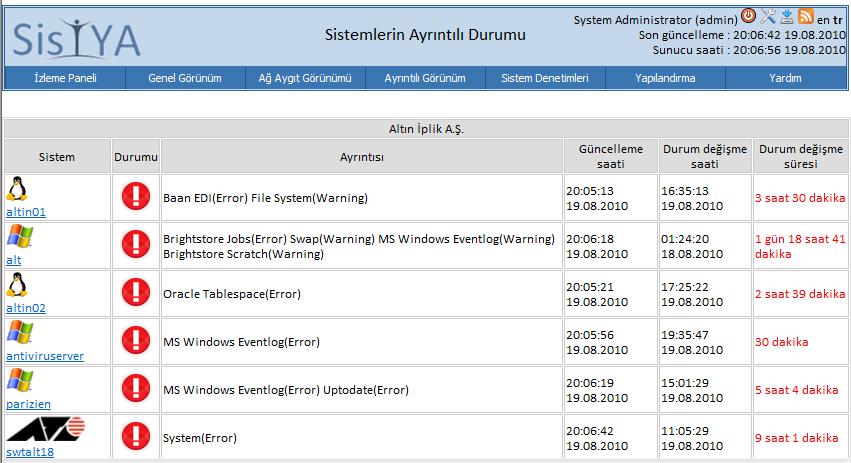 SisIYA
Sistemlerin Ayrıntılı Durumu
System Administrator (admin) en tr
Son güncelleme : 20:06:42 19.08.2010
Sunucu saati : 20:06:56 19.08.2010
İzleme Paneli Genel Görünüm Ağ Aygıt Görünümü Ayrıntılı Görünüm Sistem Denetimleri Yapılandırma Yardım
Altın İplik A.Ş.
Sistem Durumu Ayrıntısı Güncelleme saati Durum değişme saati Durum değişme süresi
altin01
Baan EDI(Error) File System(Warning)
20:05:13
19.08.2010
16:35:13
19.08.2010
3 saat 30 dakika
alt
Brightstore Jobs(Error) Swap(Warning) MS Windows Eventlog(Warning)
Brightstore Scratch(Warning)
20:06:18
19.08.2010
01:24:20
18.08.2010
1 gün 18 saat 41
dakika
altin02
Oracle Tablespace(Error)
20:05:21
19.08.2010
17:25:22
19.08.2010
2 saat 39 dakika
antiviruserver
MS Windows Eventlog(Error)
20:05:56
19.08.2010
19:35:47
19.08.2010
30 dakika
parizien
MS Windows Eventlog(Error) Uptodate(Error)
20:06:19
19.08.2010
15:01:29
19.08.2010
5 saat 4 dakika
swtalt18
System(Error)
20:06:42
19.08.2010
11:05:29
19.08.2010
9 saat 1 dakika